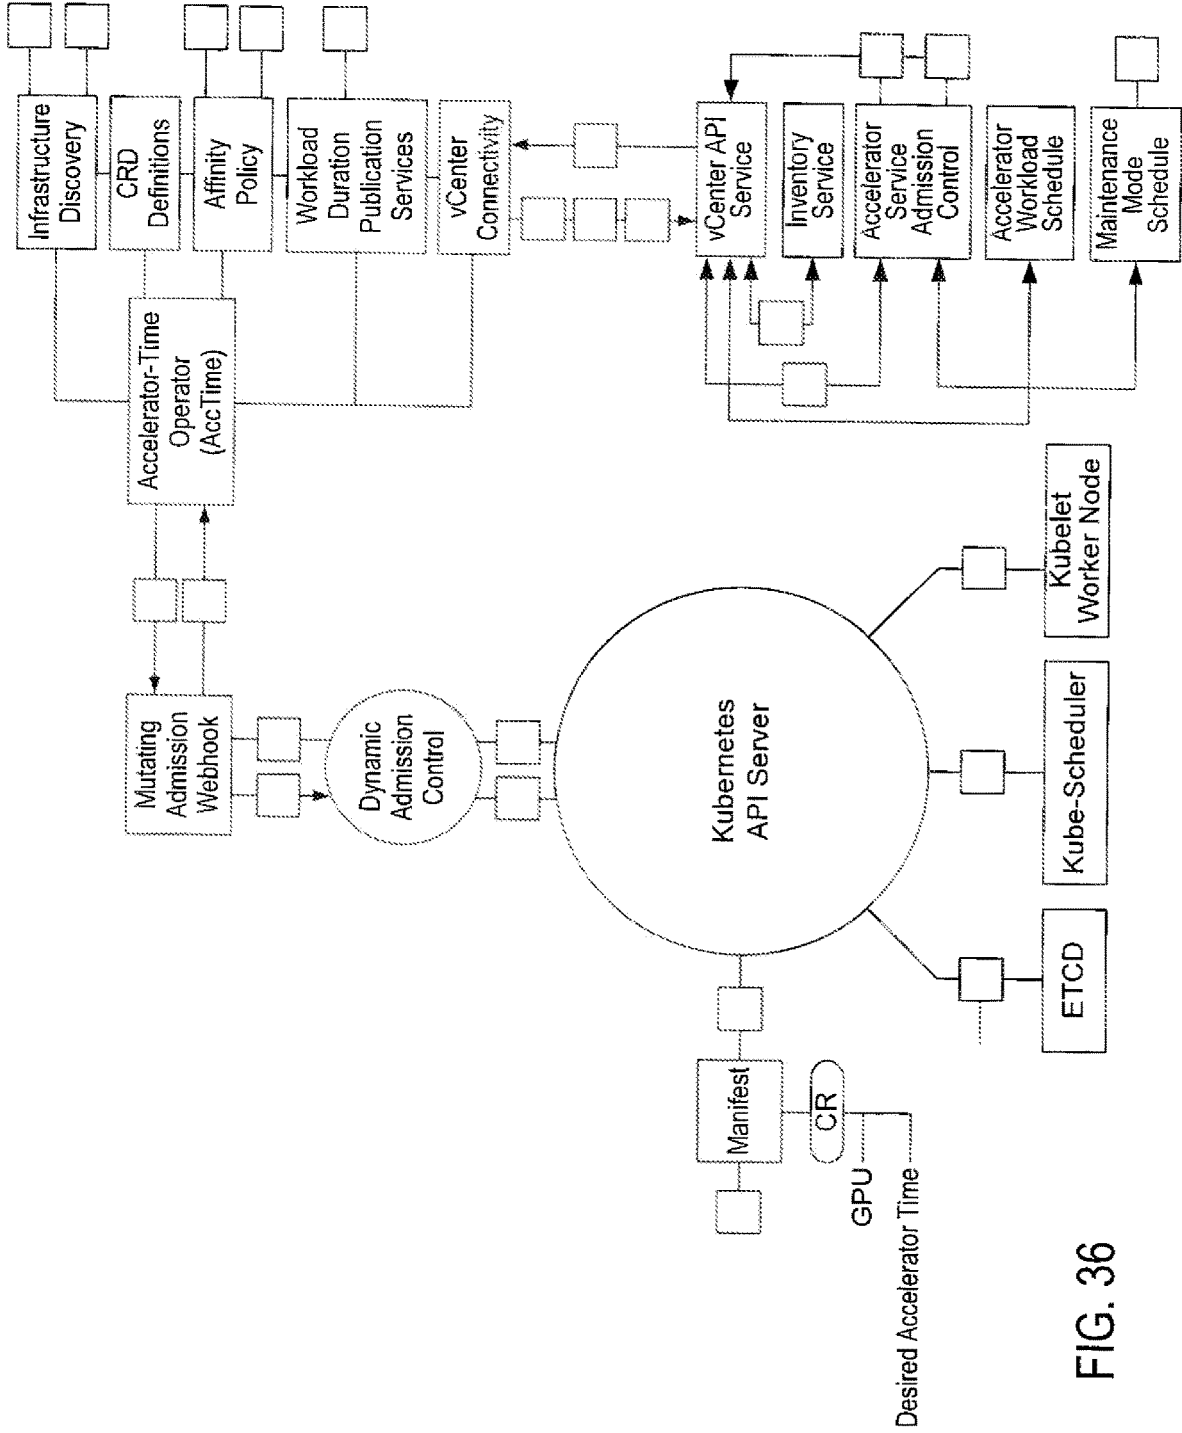 Infrastructure
Discovery
CRD
Definitions
Affinity
Policy
Workload
Duration
Publication
Services
vCenter
Connectivity
Accelerator-Time
Operator
(AccTime)
Mutating
Admission
Webhook
Dynamic
Admission
Control
Kubernetes
API Server
Manifest
CR
GPU
Desired Accelerator Time
vCenter API
Service
Inventory
Service
Accelerator
Service
Admission
Control
Accelerator
Workload
Schedule
Maintenance
Mode
Schedule
Kubelet
Worker Node
Kube-Scheduler
ETCD
FIG. 36